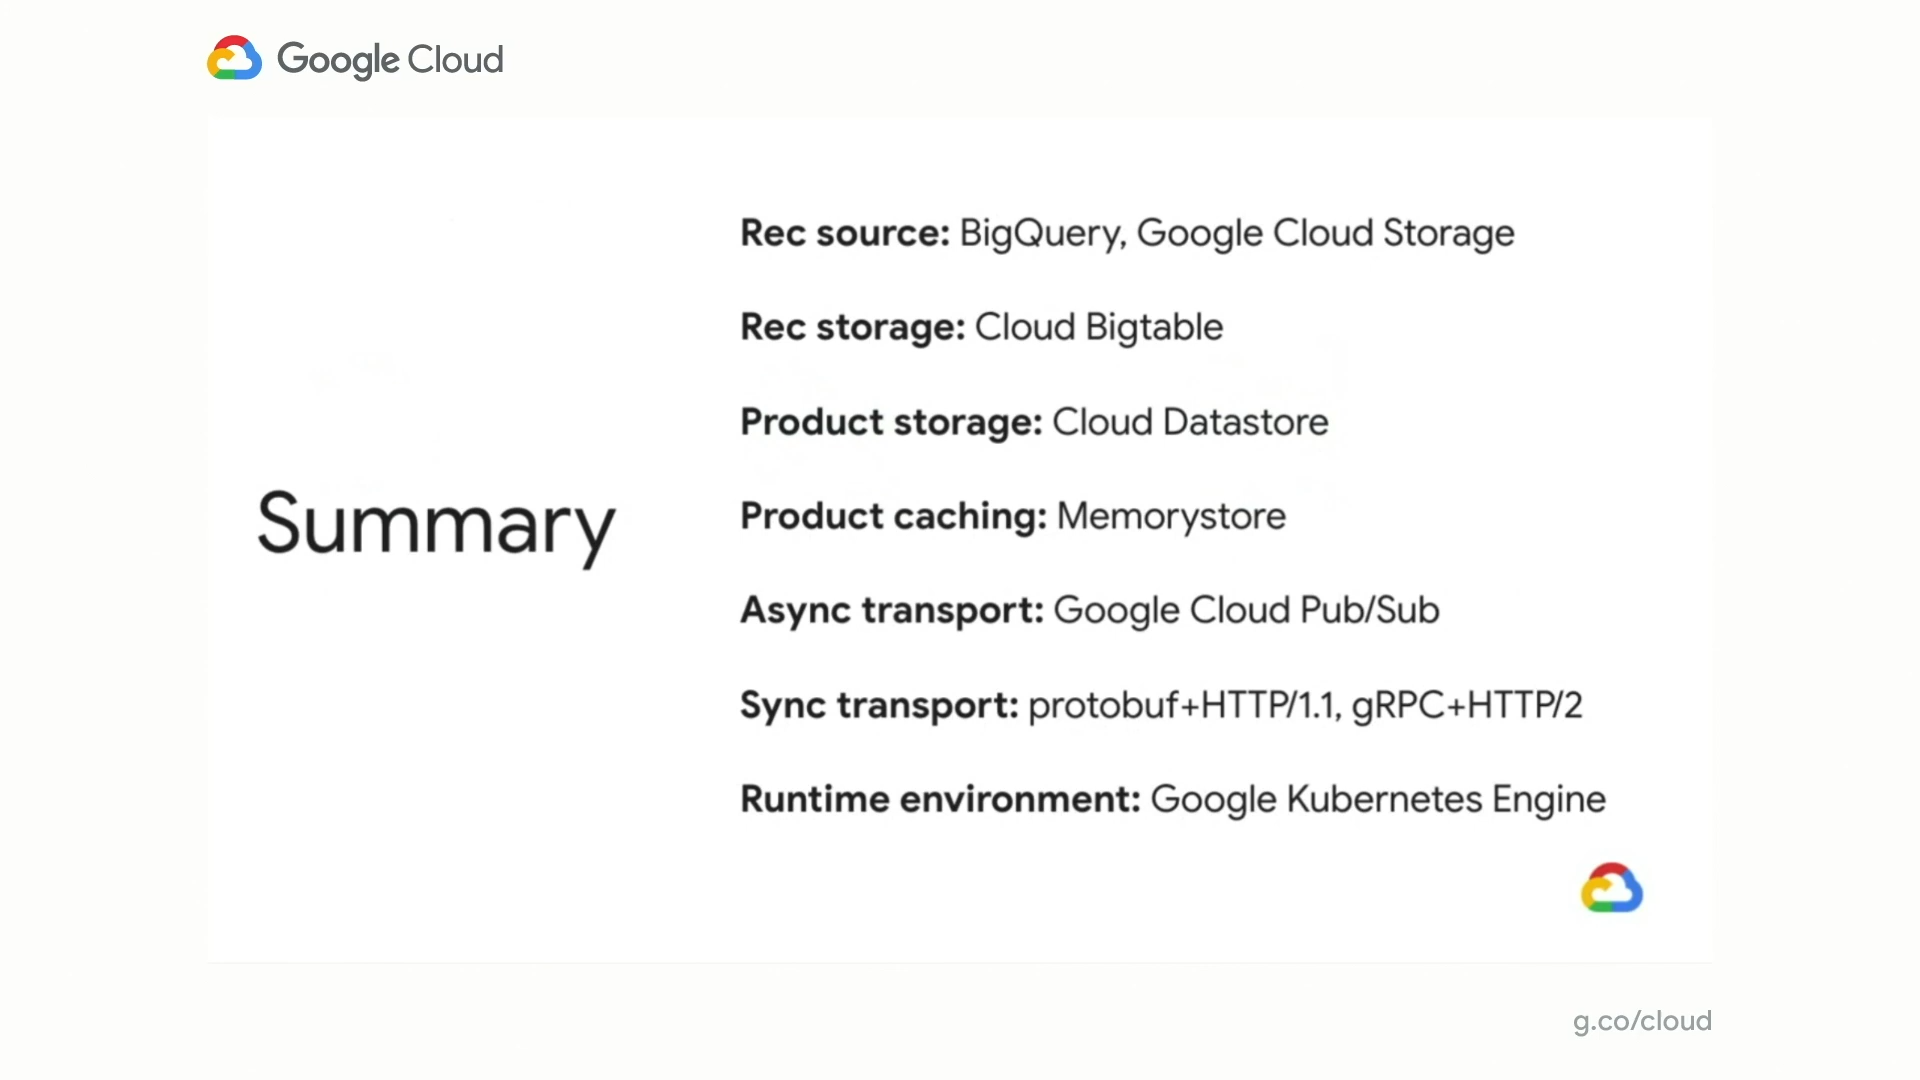 Google Cloud
Summary
Rec source: BigQuery, Google Cloud Storage
Rec storage: Cloud Bigtable
Product storage: Cloud Datastore
Product caching: Memorystore
Async transport: Google Cloud Pub/Sub
Sync transport: protobuf+HTTP/1.1, gRPC+HTTP/2
Runtime environment: Google Kubernetes Engine
g.co/cloud